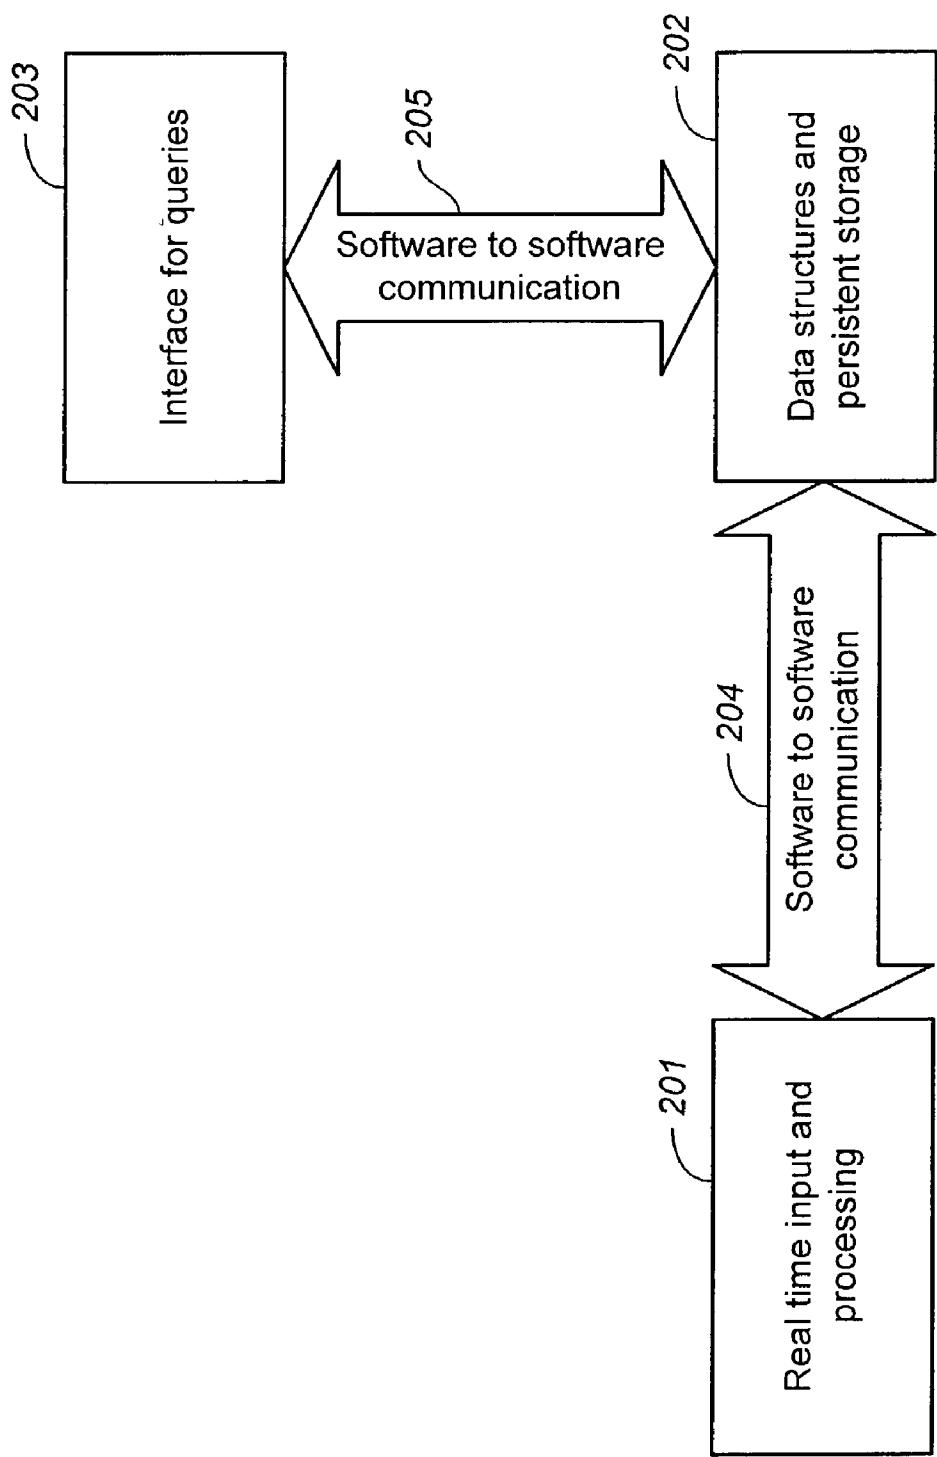 203
Interface for queries
205
Software to software
communication
202
Data structures and
persistent storage
204
Software to software
communication
201
Real time input and
processing